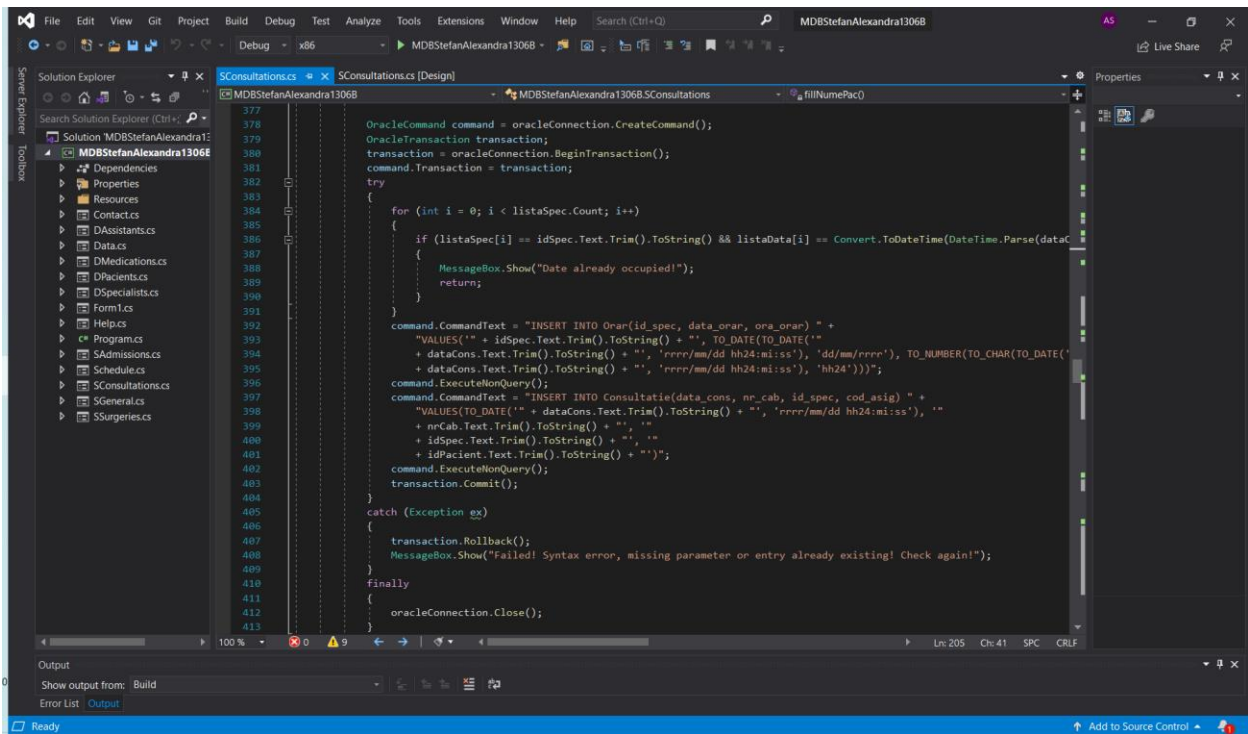 File Edit View Git Project Build Debug Test Analyze Tools Extensions Window Help Search (Ctrl+Q) MDBStefanAlexandra1306B AS
Debug x86 MDBStefanAlexandra1306B Live Share
Server Explorer
Toolbox
Solution Explorer
Search Solution Explorer (Ctrl+;
Solution 'MDBStefanAlexandra13
MDBStefanAlexandra1306B
Dependencies
Properties
Resources
Contact.cs
DAssistants.cs
Data.cs
DMedications.cs
DPacients.cs
DSpecialists.cs
Form1.cs
Help.cs
Program.cs
SAdmissions.cs
Schedule.cs
SConsultations.cs
SGeneral.cs
SSurgeries.cs
SConsultations.cs SConsultations.cs [Design]
MDBStefanAlexandra1306B MDBStefanAlexandra1306B.SConsultations fillNumePac()
377
378 OracleCommand command = oracleConnection.CreateCommand();
379 OracleTransaction transaction;
380 transaction = oracleConnection.BeginTransaction();
381 command.Transaction = transaction;
382 try
383 {
384 for (int i = 0; i < listaSpec.Count; i++)
385 {
386 if (listaSpec[i] == idSpec.Text.Trim().ToString() && listaData[i] == Convert.ToDateTime(DateTime.Parse(dataC
387 {
388 MessageBox.Show("Date already occupied!");
389 return;
390 }
391 }
392 command.CommandText = "INSERT INTO Orar(id_spec, data_orar, ora_orar) " +
393 "VALUES('" + idSpec.Text.Trim().ToString() + "', TO_DATE(TO_DATE('"
394 + dataCons.Text.Trim().ToString() + "', 'rrrr/mm/dd hh24:mi:ss'), 'dd/mm/rrrr'), TO_NUMBER(TO_CHAR(TO_DATE('"
395 + dataCons.Text.Trim().ToString() + "', 'rrrr/mm/dd hh24:mi:ss'), 'hh24')))";
396 command.ExecuteNonQuery();
397 command.CommandText = "INSERT INTO Consultatie(data_cons, nr_cab, id_spec, cod_asig) " +
398 "VALUES(TO_DATE('" + dataCons.Text.Trim().ToString() + "', 'rrrr/mm/dd hh24:mi:ss'), '"
399 + nrCab.Text.Trim().ToString() + "', '"
400 + idSpec.Text.Trim().ToString() + "', '"
401 + idPacient.Text.Trim().ToString() + "')";
402 command.ExecuteNonQuery();
403 transaction.Commit();
404 }
405 catch (Exception ex)
406 {
407 transaction.Rollback();
408 MessageBox.Show("Failed! Syntax error, missing parameter or entry already existing! Check again!");
409 }
410 finally
411 {
412 oracleConnection.Close();
413 }
100 % 0 9 Ln: 205 Ch: 41 SPC CRLF
Properties
Output
Show output from: Build
Error List Output
Ready Add to Source Control 1